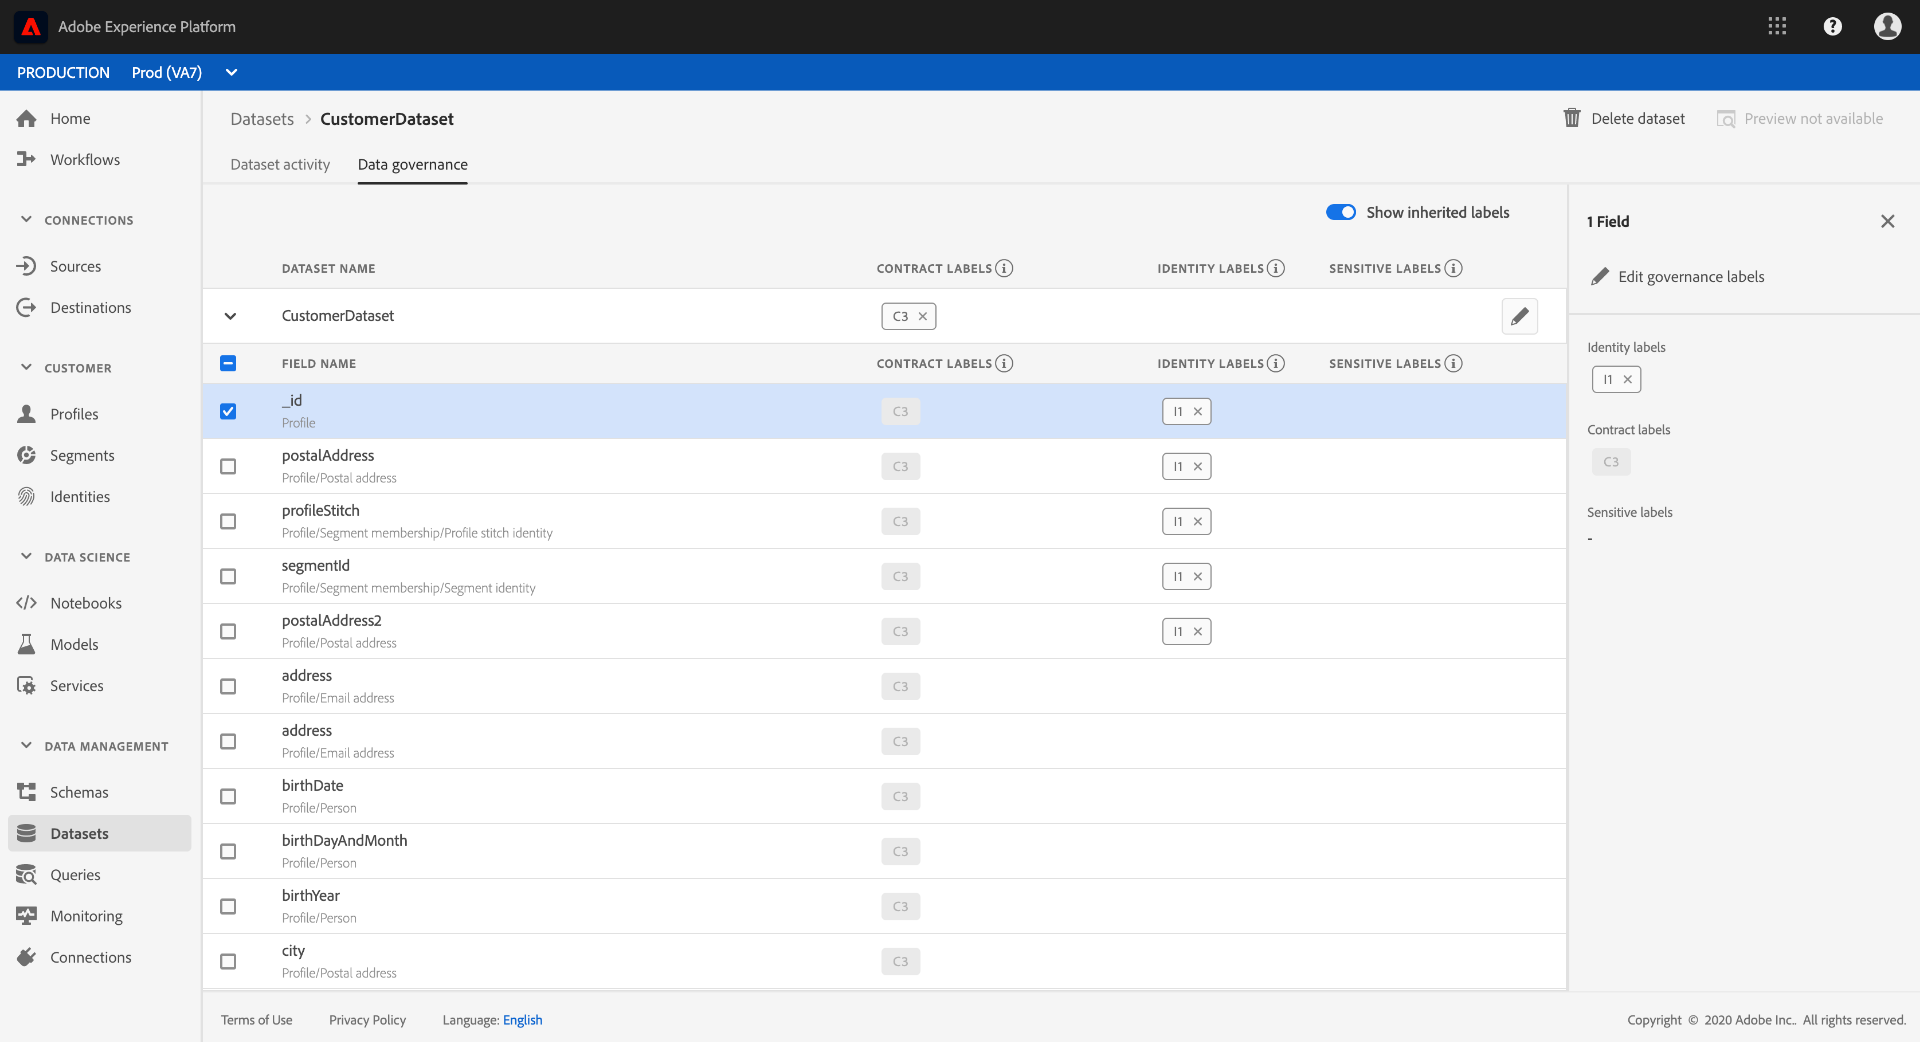 Adobe Experience Platform
PRODUCTION Prod (VA7)
Home
Workflows
CONNECTIONS
Sources
Destinations
CUSTOMER
Profiles
Segments
Identities
DATA SCIENCE
Notebooks
Models
Services
DATA MANAGEMENT
Schemas
Datasets
Queries
Monitoring
Connections
Datasets > CustomerDataset
Delete dataset Preview not available
Dataset activity Data governance
Show inherited labels
DATASET NAME CONTRACT LABELS IDENTITY LABELS SENSITIVE LABELS
CustomerDataset C3
FIELD NAME CONTRACT LABELS IDENTITY LABELS SENSITIVE LABELS
_id C3 I1
Profile
postalAddress C3 I1
Profile/Postal address
profileStitch C3 I1
Profile/Segment membership/Profile stitch identity
segmentId C3 I1
Profile/Segment membership/Segment identity
postalAddress2 C3 I1
Profile/Postal address
address C3
Profile/Email address
address C3
Profile/Email address
birthDate C3
Profile/Person
birthDayAndMonth C3
Profile/Person
birthYear C3
Profile/Person
city C3
Profile/Postal address
1 Field
Edit governance labels
Identity labels
I1
Contract labels
C3
Sensitive labels
-
Terms of Use Privacy Policy Language: English
Copyright © 2020 Adobe Inc.. All rights reserved.